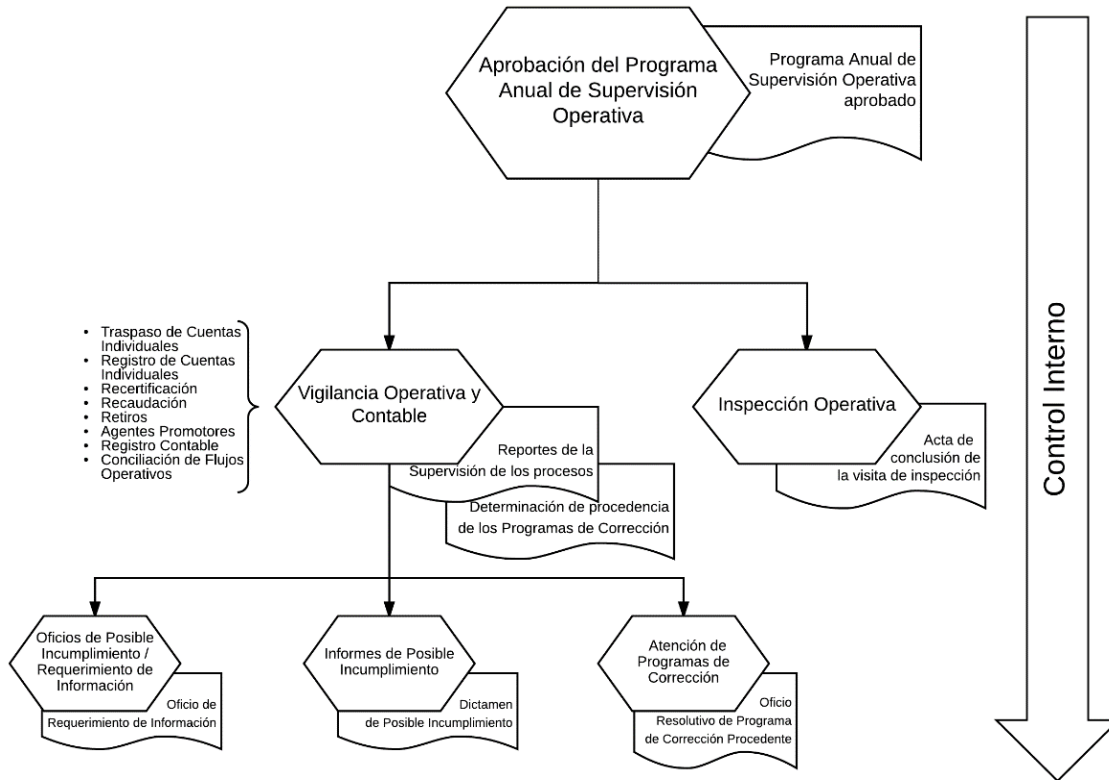 Aprobación del Programa
Anual de Supervisión
Operativa
Programa Anual de
Supervisión Operativa
aprobado
Control Interno
• Traspaso de Cuentas
Individuales
• Registro de Cuentas
Individuales
• Recertificación
• Recaudación
• Retiros
• Agentes Promotores
• Registro Contable
• Conciliación de Flujos
Operativos
Vigilancia Operativa y
Contable
Reportes de la
Supervisión de los procesos
Determinación de procedencia
de los Programas de Corrección
Inspección Operativa
Acta de
conclusión de
la visita de inspección
Oficios de Posible
Incumplimiento /
Requerimiento de
Información
Oficio de
Requerimiento de Información
Informes de Posible
Incumplimiento
Dictamen
de Posible Incumplimiento
Atención de
Programas de
Corrección
Oficio
Resolutivo de Programa
de Corrección Procedente